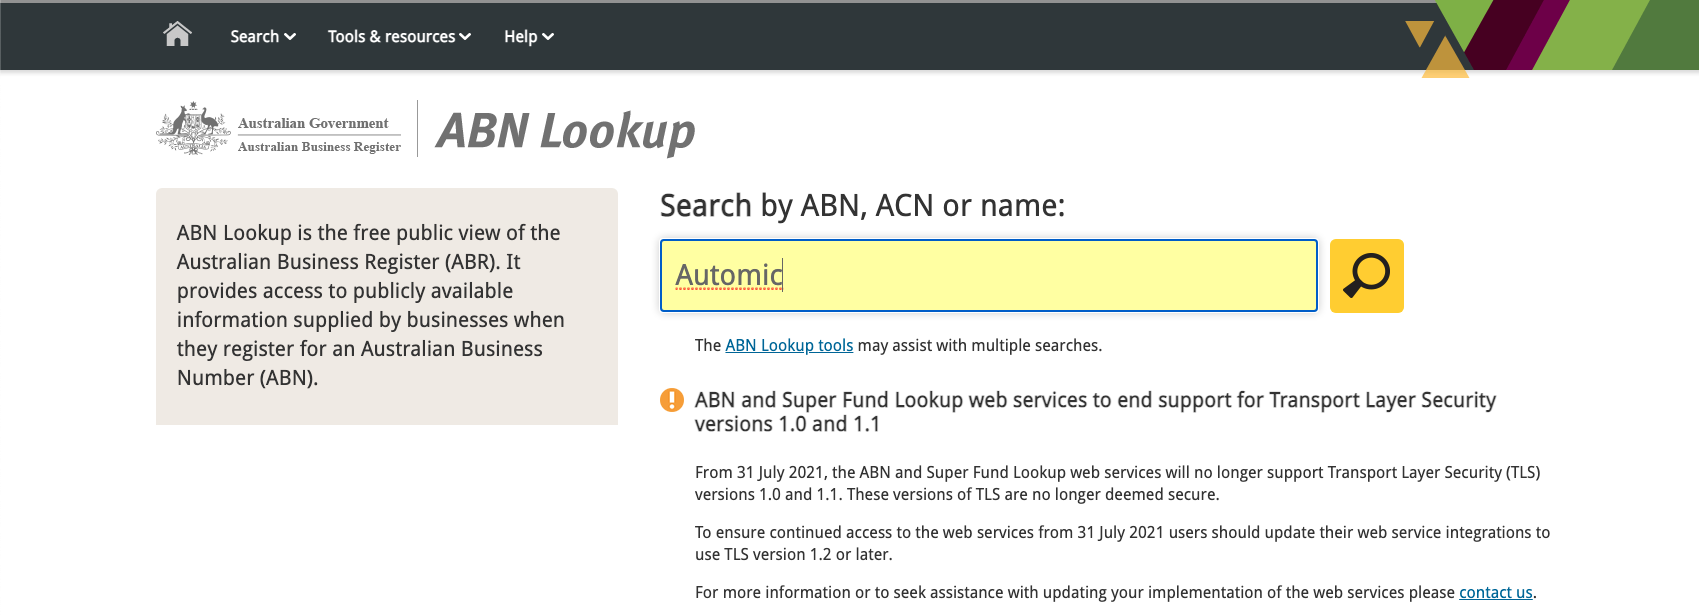 Search
Tools & resources
Help
Australian Government
Australian Business Register
ABN Lookup
ABN Lookup is the free public view of the
Australian Business Register (ABR). It
provides access to publicly available
information supplied by businesses when
they register for an Australian Business
Number (ABN).
Search by ABN, ACN or name:
Automic
The ABN Lookup tools may assist with multiple searches.
ABN and Super Fund Lookup web services to end support for Transport Layer Security
versions 1.0 and 1.1
From 31 July 2021, the ABN and Super Fund Lookup web services will no longer support Transport Layer Security (TLS)
versions 1.0 and 1.1. These versions of TLS are no longer deemed secure.
To ensure continued access to the web services from 31 July 2021 users should update their web service integrations to
use TLS version 1.2 or later.
For more information or to seek assistance with updating your implementation of the web services please contact us.